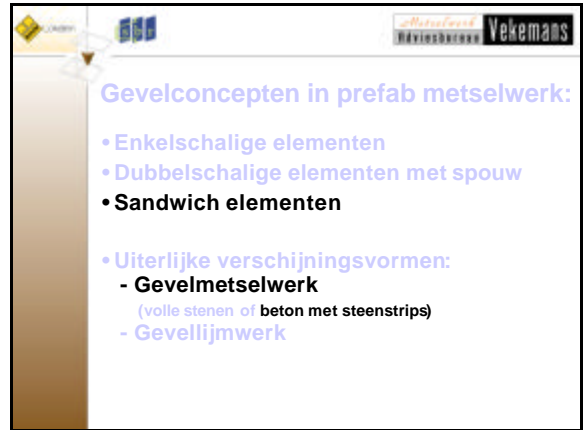 Metselwerk
Adviesbureau Vekemans
Gevelconcepten in prefab metselwerk:
• Enkelschalige elementen
• Dubbelschalige elementen met spouw
• Sandwich elementen
• Uiterlijke verschijningsvormen:
- Gevelmetselwerk
(volle stenen of beton met steenstrips)
- Gevellijmwerk